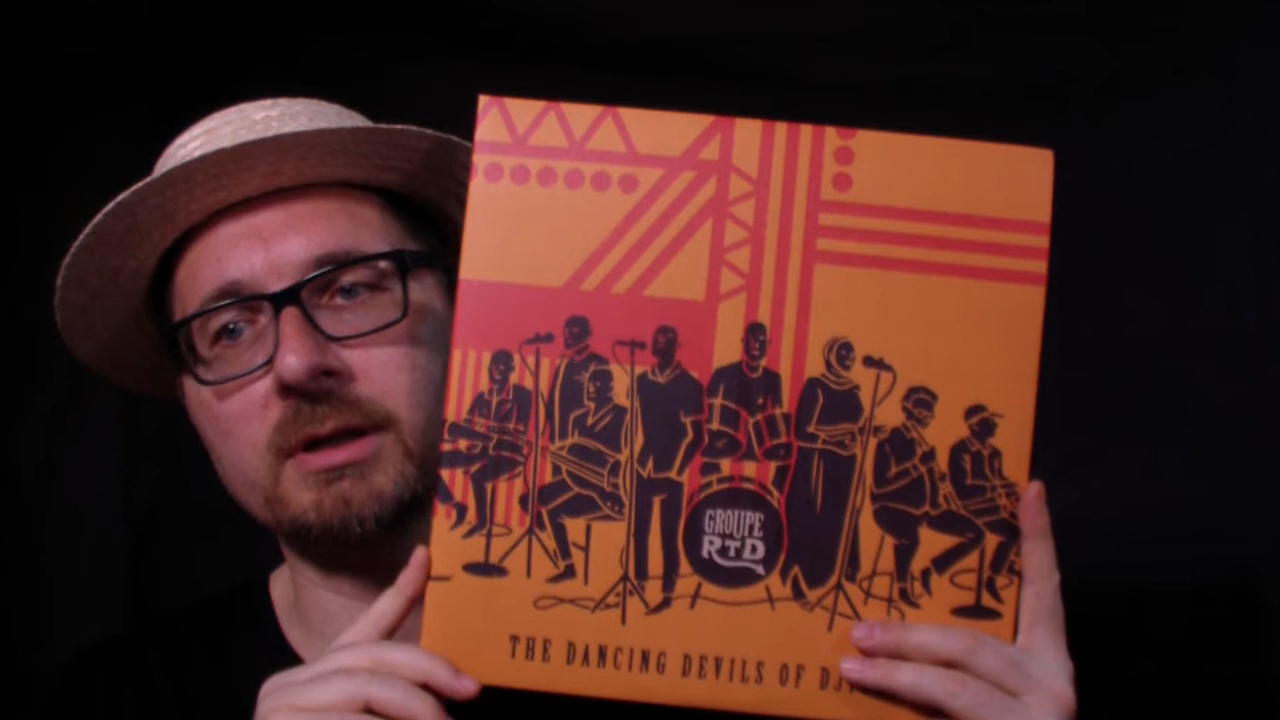 GROUPE
RTD
THE DANCING DEVILS OF